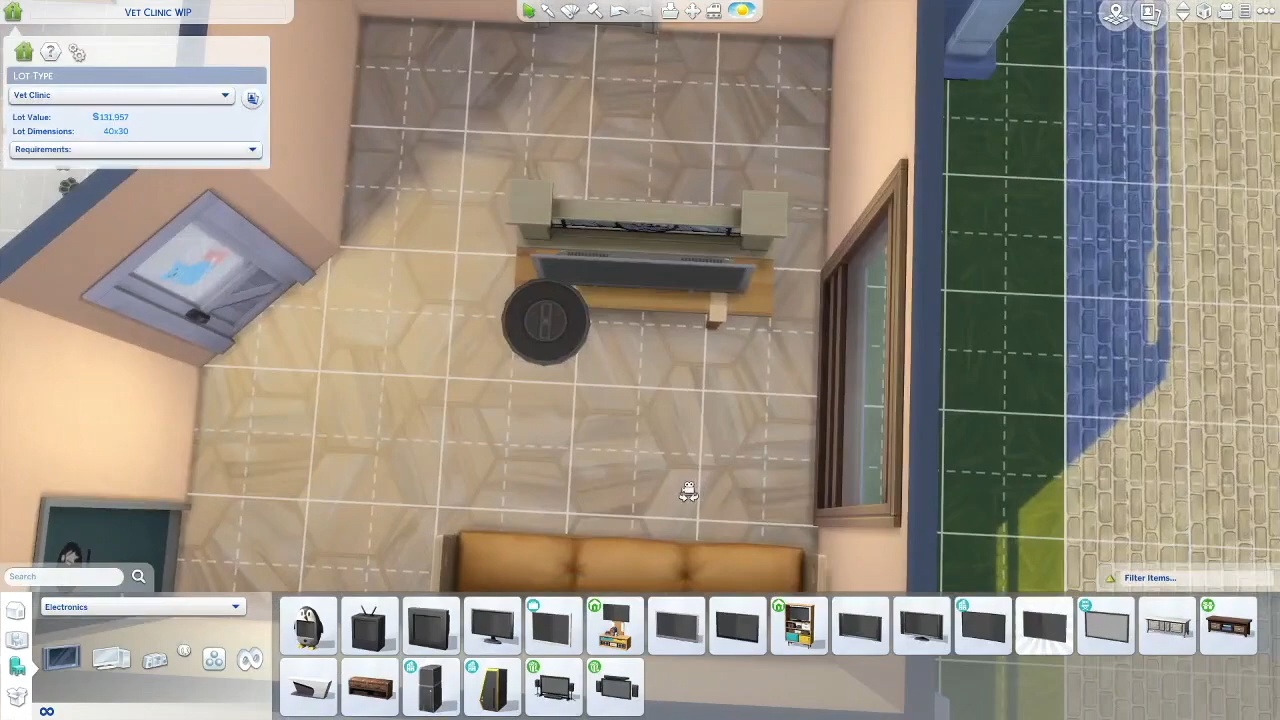 VET CLINIC WIP
LOT TYPE
Vet Clinic
Lot Value: §131,957
Lot Dimensions: 40x30
Requirements:
Search
Filter Items...
Electronics